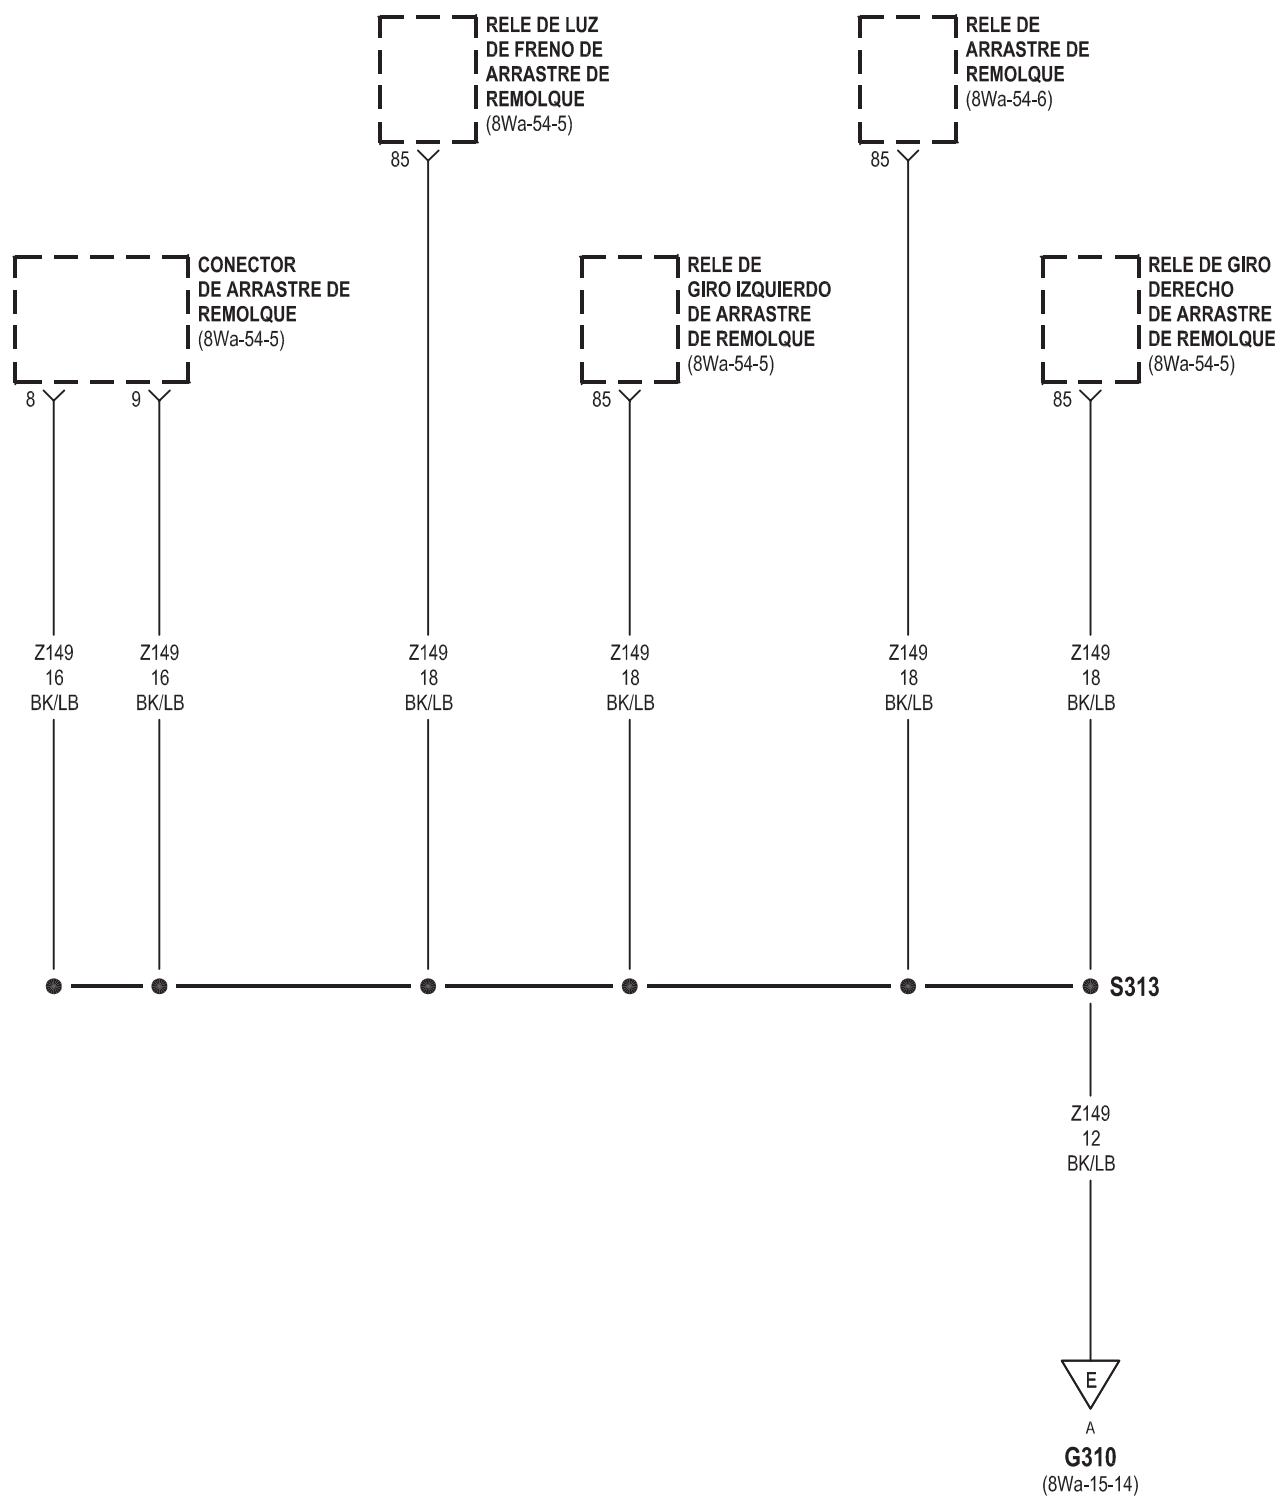 RELE DE LUZ
DE FRENO DE
ARRASTRE DE
REMOLQUE
(8Wa-54-5)
85
RELE DE
ARRASTRE DE
REMOLQUE
(8Wa-54-6)
85
CONECTOR
DE ARRASTRE DE
REMOLQUE
(8Wa-54-5)
8
9
RELE DE
GIRO IZQUIERDO
DE ARRASTRE
DE REMOLQUE
(8Wa-54-5)
85
RELE DE GIRO
DERECHO
DE ARRASTRE
DE REMOLQUE
(8Wa-54-5)
85
Z149
16
BK/LB
Z149
16
BK/LB
Z149
18
BK/LB
Z149
18
BK/LB
Z149
18
BK/LB
Z149
18
BK/LB
S313
Z149
12
BK/LB
E
A
G310
(8Wa-15-14)